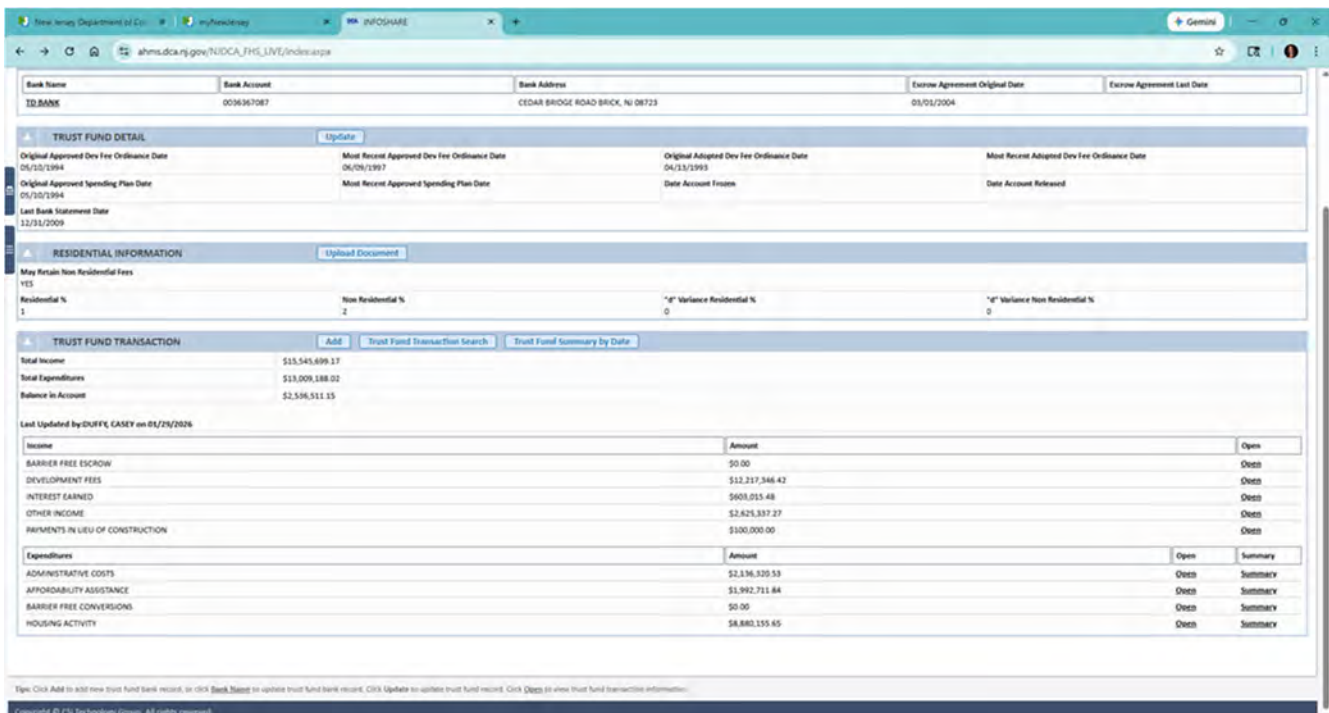 New Jersey Department of Co
myNewJersey
INFOSHARE
Gemini
ahms.dca.nj.gov/NJDCA_FHS_LIVE/index.aspx
Bank Name Bank Account Bank Address Escrow Agreement Original Date Escrow Agreement Last Date
TD BANK 0036367087 CEDAR BRIDGE ROAD BRICK, NJ 08723 03/01/2004
TRUST FUND DETAIL Update
Original Approved Dev Fee Ordinance Date Most Recent Approved Dev Fee Ordinance Date Original Adopted Dev Fee Ordinance Date Most Recent Adopted Dev Fee Ordinance Date
05/10/1994 06/09/1997 04/13/1993
Original Approved Spending Plan Date Most Recent Approved Spending Plan Date Date Account Frozen Date Account Released
05/10/1994
Last Bank Statement Date
12/31/2009
RESIDENTIAL INFORMATION Upload Document
May Retain Non Residential Fees
YES
Residential % Non Residential % "d" Variance Residential % "d" Variance Non Residential %
1 2 0 0
TRUST FUND TRANSACTION Add Trust Fund Transaction Search Trust Fund Summary by Date
Total Income $15,545,699.17
Total Expenditures $13,009,188.02
Balance in Account $2,536,511.15
Last Updated by:DUFFY, CASEY on 01/29/2026
Income Amount Open
BARRIER FREE ESCROW $0.00 Open
DEVELOPMENT FEES $12,217,346.42 Open
INTEREST EARNED $603,015.48 Open
OTHER INCOME $2,625,337.27 Open
PAYMENTS IN LIEU OF CONSTRUCTION $100,000.00 Open
Expenditures Amount Open Summary
ADMINISTRATIVE COSTS $2,136,320.53 Open Summary
AFFORDABILITY ASSISTANCE $1,992,711.84 Open Summary
BARRIER FREE CONVERSIONS $0.00 Open Summary
HOUSING ACTIVITY $8,880,155.65 Open Summary
Tips: Click Add to add new trust fund bank record, or click Bank Name to update trust fund bank record. Click Update to update trust fund record. Click Open to view trust fund transaction information.
Copyright © CSI Technology Group. All rights reserved.